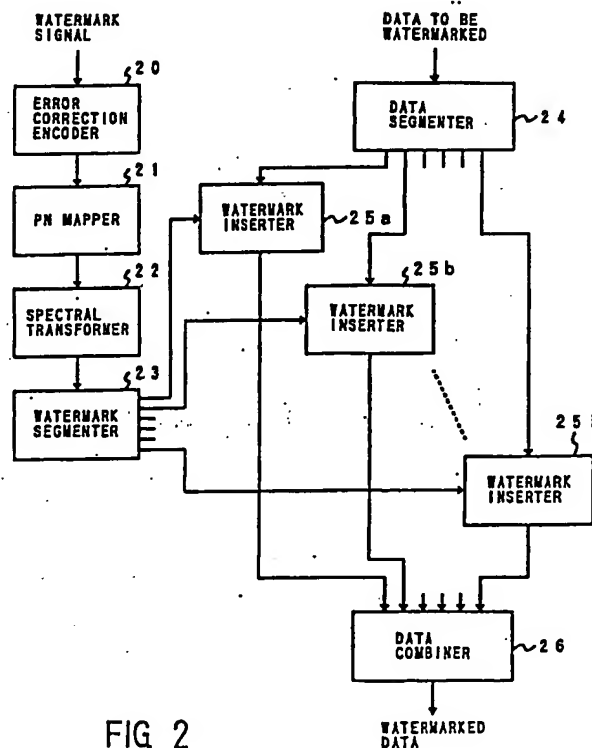 WATERMARK
SIGNAL
DATA TO BE
WATERMARKED
20
ERROR
CORRECTION
ENCODER
DATA
SEGMENTER
24
21
PN MAPPER
WATERMARK
INSERTER
25a
22
SPECTRAL
TRANSFORMER
25b
WATERMARK
INSERTER
23
WATERMARK
SEGMENTER
WATERMARK
INSERTER
DATA
COMBINER
26
FIG 2
WATERMARKED
DATA